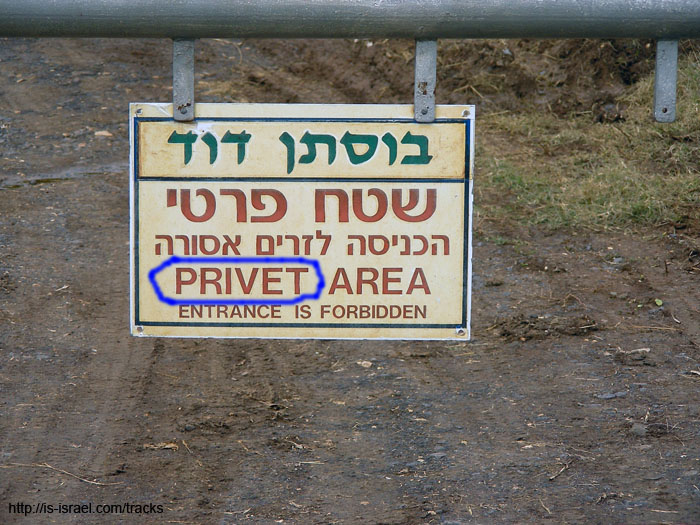 בוסתן דוד
שטח פרטי
הכניסה לזרים אסורה
PRIVET AREA
ENTRANCE IS FORBIDDEN
http://is-israel.com/tracks